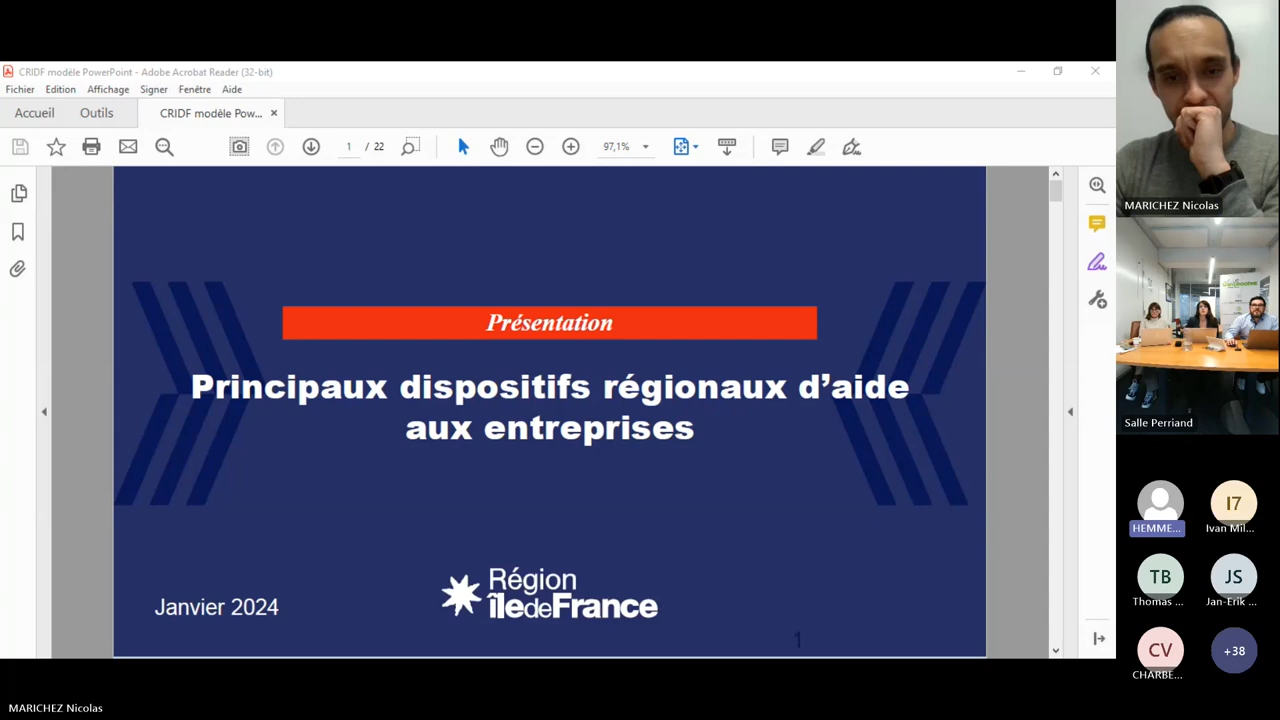 CRIDF modèle PowerPoint - Adobe Acrobat Reader (32-bit)
Fichier Edition Affichage Signer Fenêtre Aide
Accueil Outils CRIDF modèle Pow...
1 / 22 97,1%
Présentation
Principaux dispositifs régionaux d’aide
aux entreprises
Janvier 2024
Région
îledeFrance
1
MARICHEZ Nicolas
MARICHEZ Nicolas
Salle Perriand
HEMME...
I7
Ivan Mil...
TB
Thomas ...
JS
Jan-Erik ...
CV
CHARBE...
+38